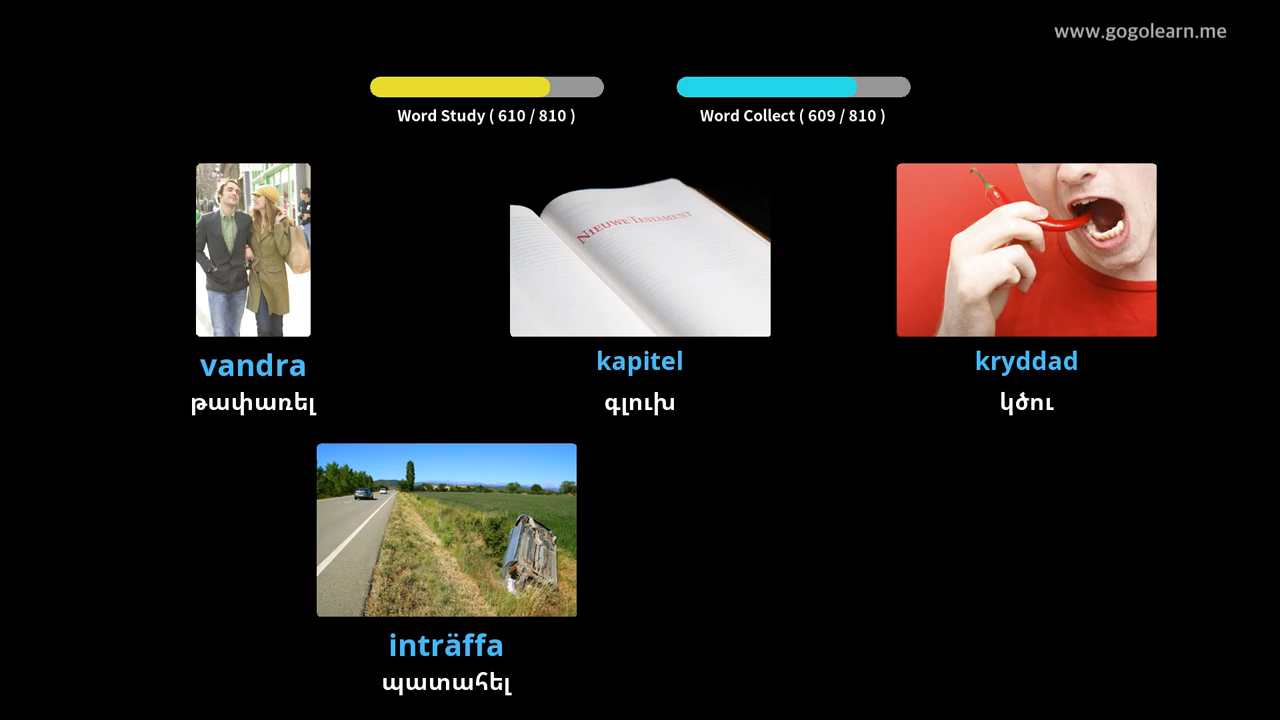 www.gogolearn.me
Word Study ( 610 / 810 )
Word Collect ( 609 / 810 )
NIEUWE TESTAMENT
vandra
թափառել
kapitel
գլուխ
kryddad
կծու
inträffa
պատահել